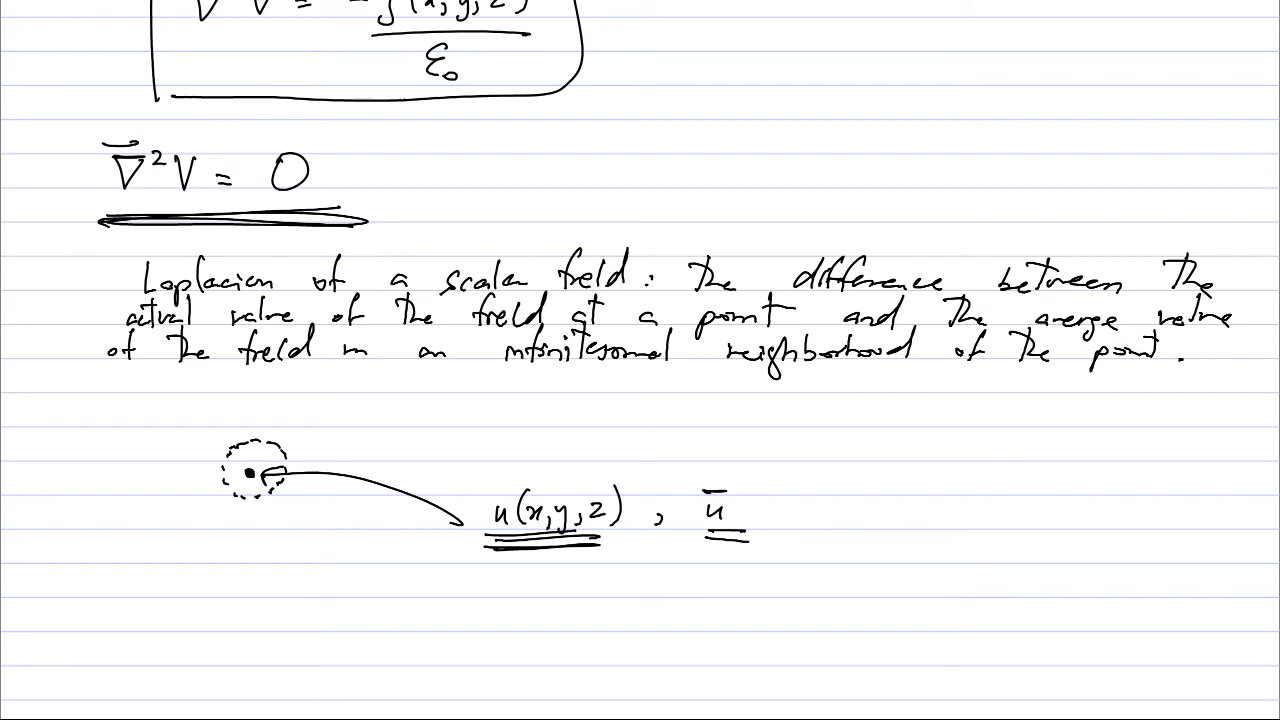 ∇²V = - ρ(x,y,z)
ε₀
∇⃗²V = 0
Laplacian of a scalar field : The difference between the
actual value of the field at a point and the average value
of the field in an infinitesimal neighborhood of the point .
u(x,y,z) , ū